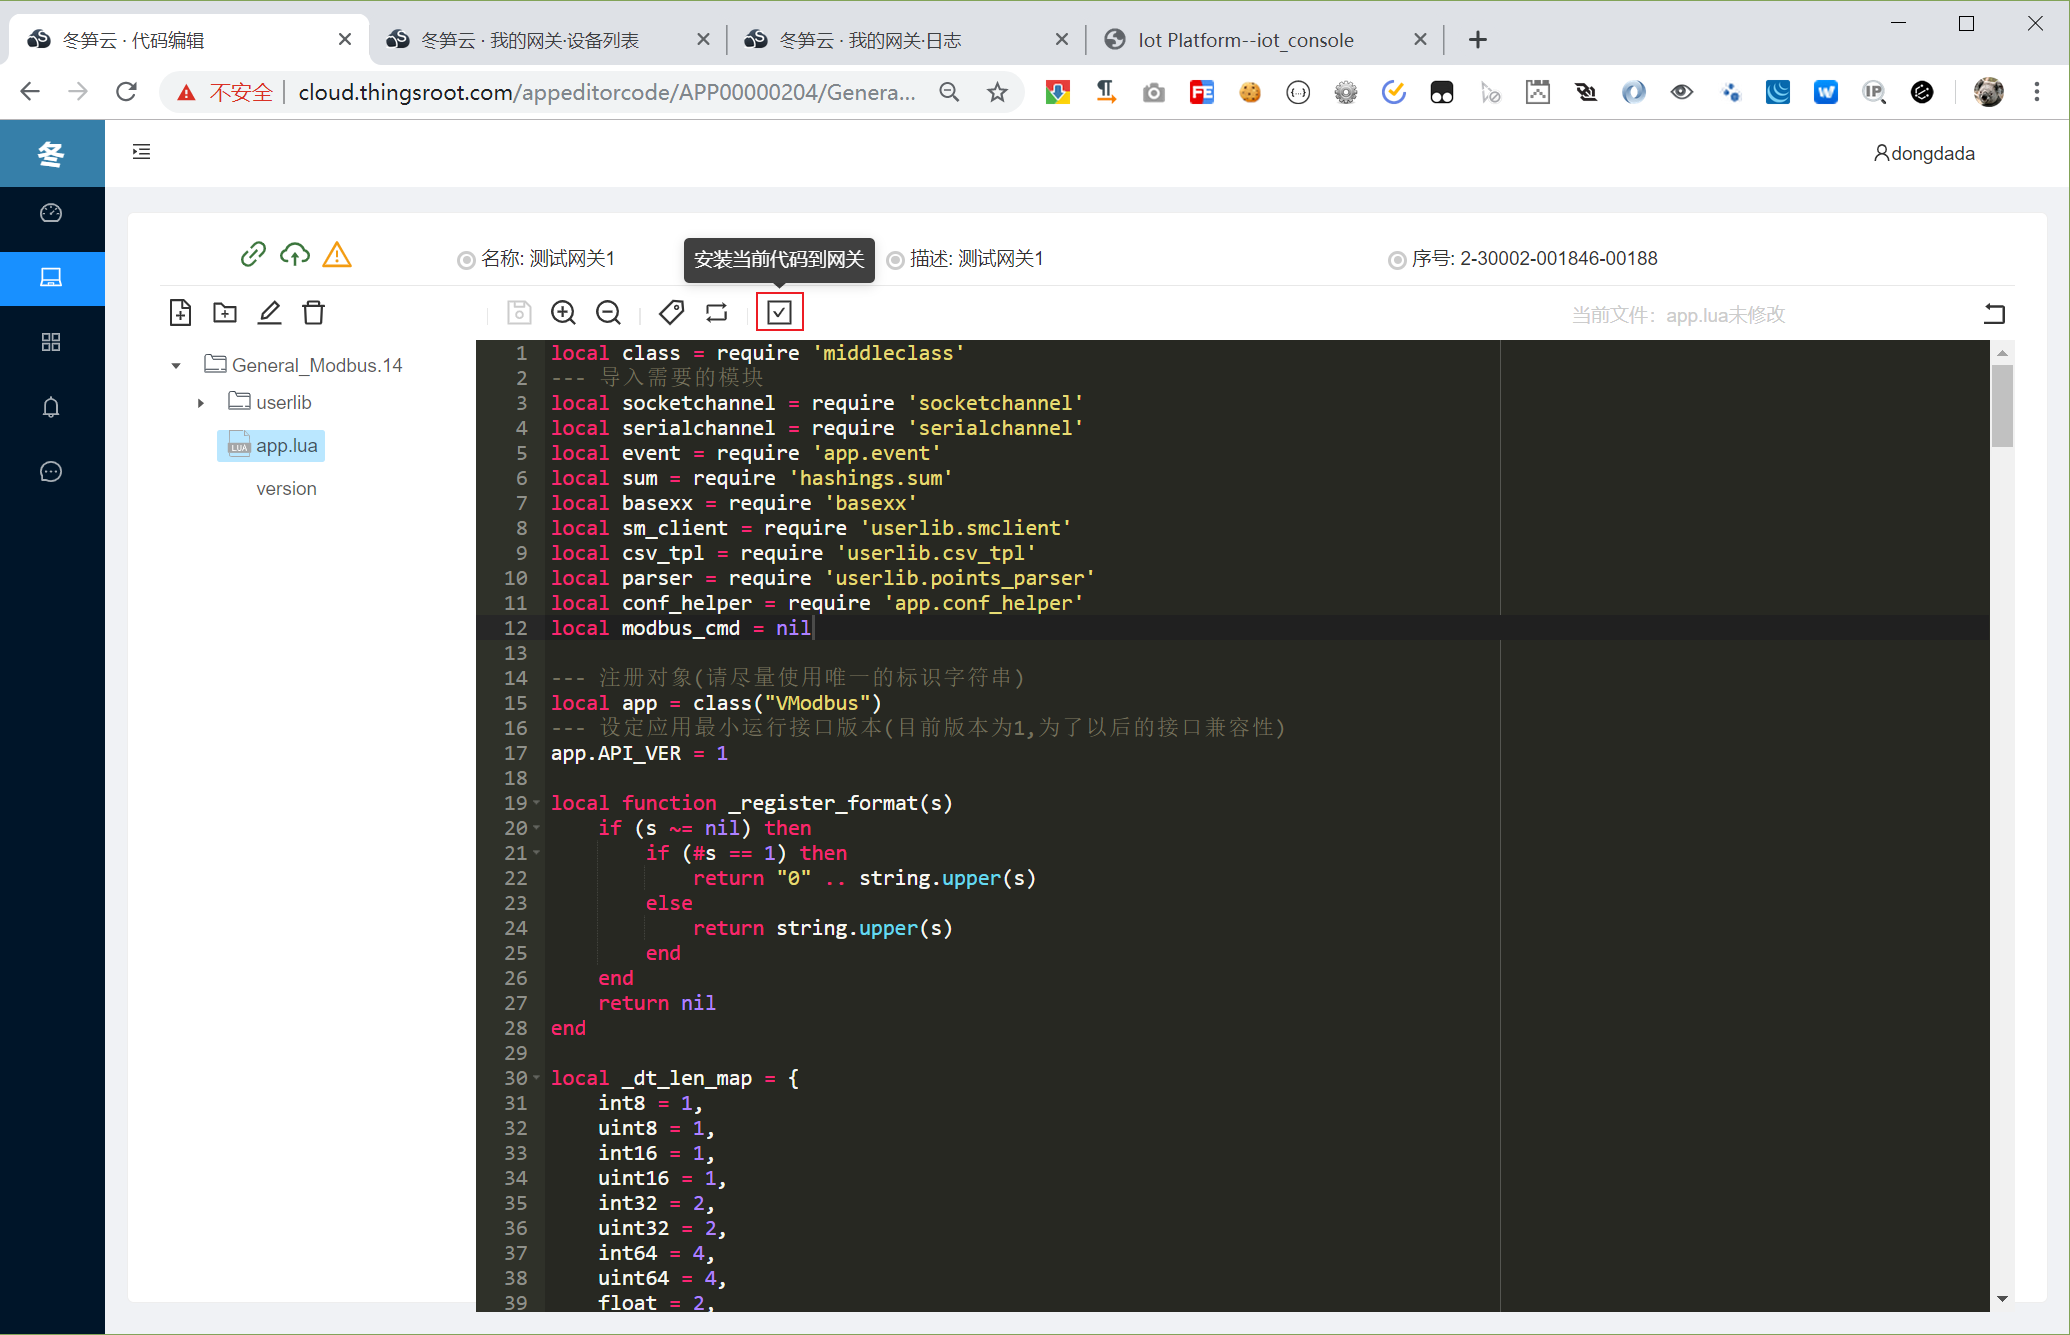 冬笋云 · 代码编辑
冬笋云 · 我的网关·设备列表
冬笋云 · 我的网关·日志
Iot Platform--iot_console
不安全
cloud.thingsroot.com/appeditorcode/APP00000204/Genera...
冬
dongdada
名称: 测试网关1
安装当前代码到网关
描述: 测试网关1
序号: 2-30002-001846-00188
当前文件: app.lua未修改
General_Modbus.14
userlib
app.lua
version
1 local class = require 'middleclass'
2 --- 导入需要的模块
3 local socketchannel = require 'socketchannel'
4 local serialchannel = require 'serialchannel'
5 local event = require 'app.event'
6 local sum = require 'hashings.sum'
7 local basexx = require 'basexx'
8 local sm_client = require 'userlib.smclient'
9 local csv_tpl = require 'userlib.csv_tpl'
10 local parser = require 'userlib.points_parser'
11 local conf_helper = require 'app.conf_helper'
12 local modbus_cmd = nil
13
14 --- 注册对象(请尽量使用唯一的标识字符串)
15 local app = class("VModbus")
16 --- 设定应用最小运行接口版本(目前版本为1,为了以后的接口兼容性)
17 app.API_VER = 1
18
19 local function _register_format(s)
20     if (s ~= nil) then
21         if (#s == 1) then
22             return "0" .. string.upper(s)
23         else
24             return string.upper(s)
25         end
26     end
27     return nil
28 end
29
30 local _dt_len_map = {
31     int8 = 1,
32     uint8 = 1,
33     int16 = 1,
34     uint16 = 1,
35     int32 = 2,
36     uint32 = 2,
37     int64 = 4,
38     uint64 = 4,
39     float = 2,